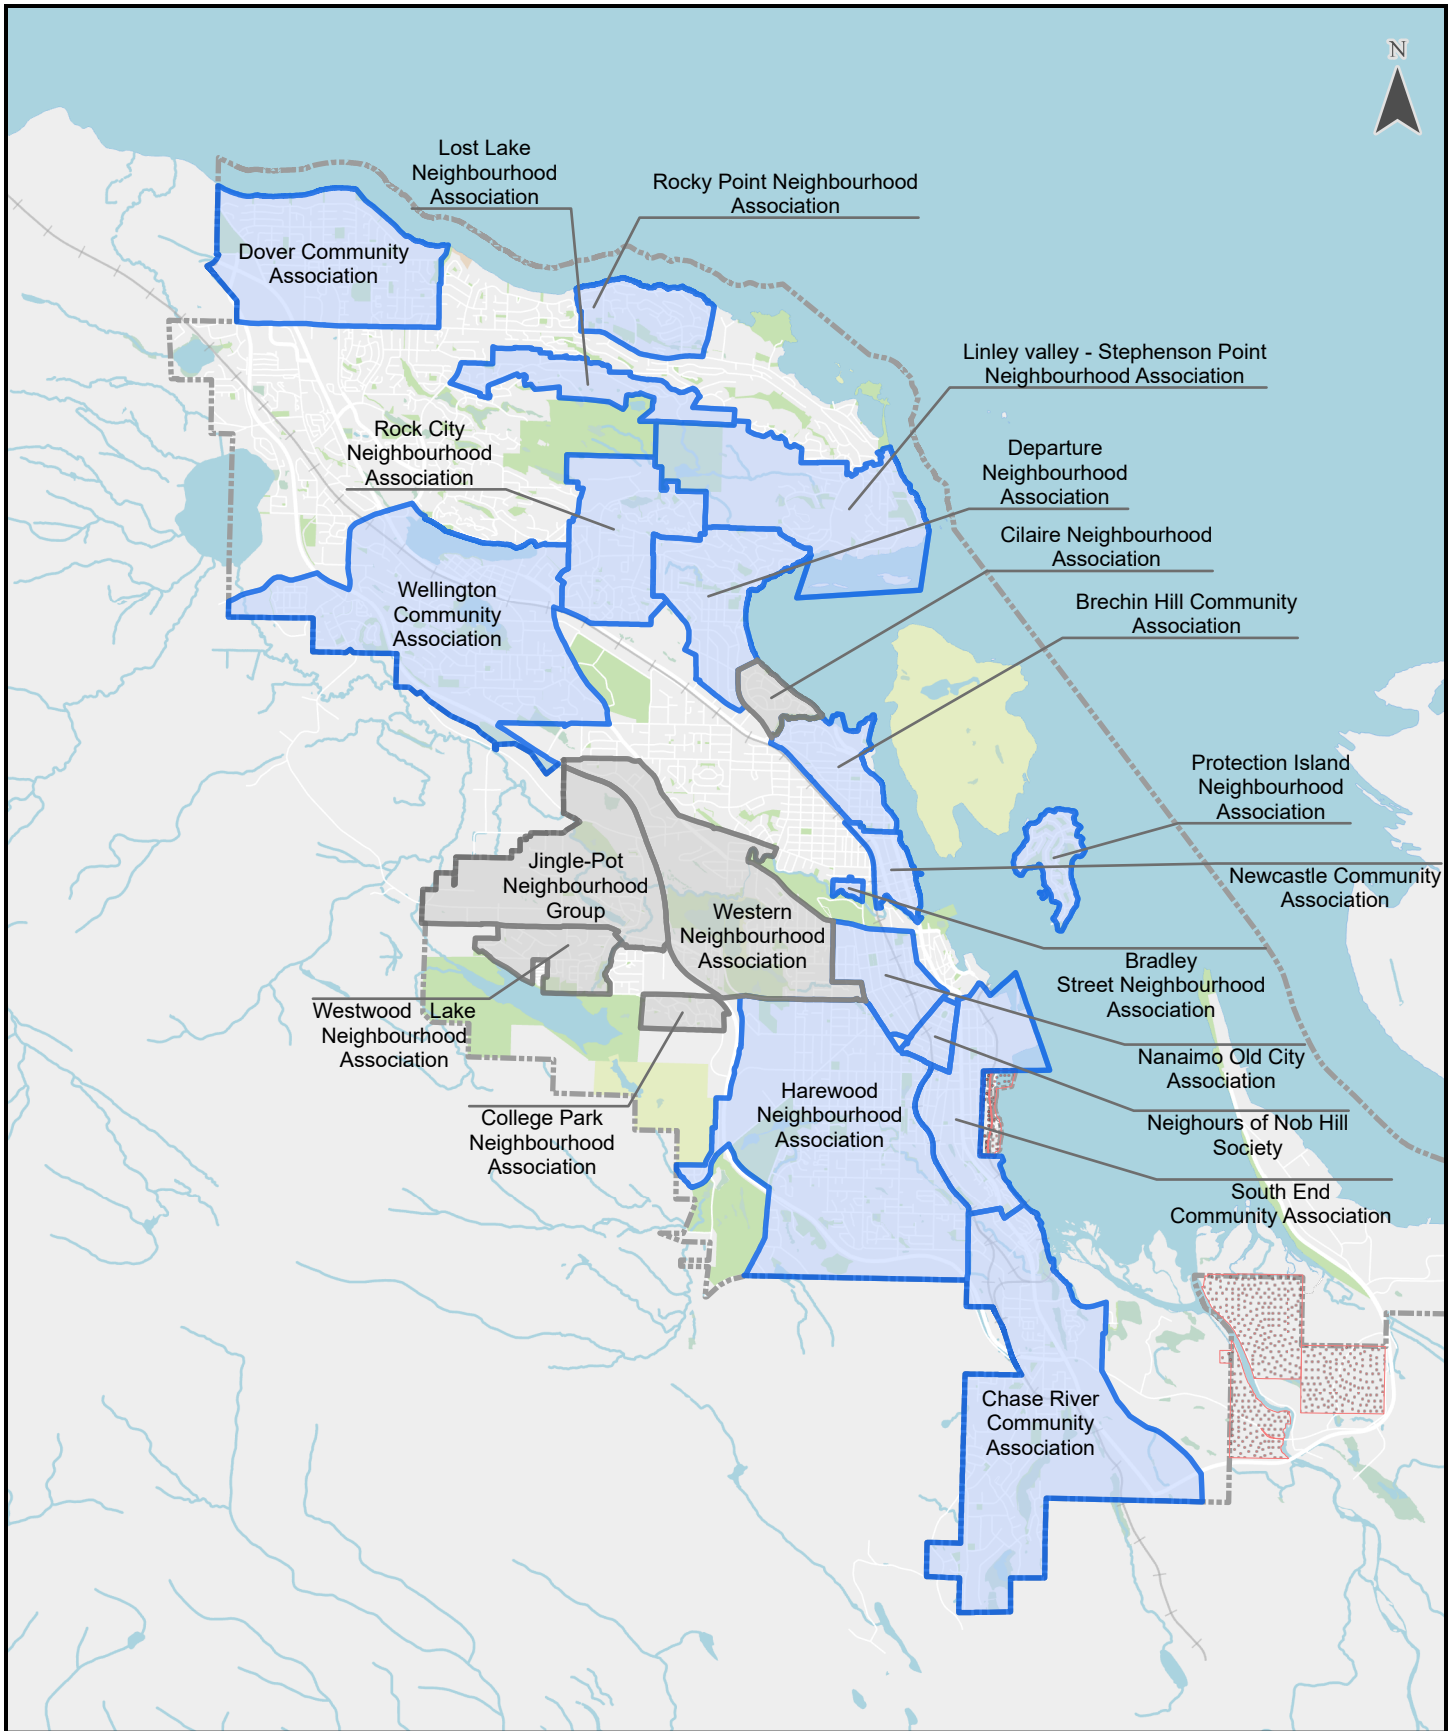 N
Lost Lake
Neighbourhood
Association
Rocky Point Neighbourhood
Association
Dover Community
Association
Linley valley - Stephenson Point
Neighbourhood Association
Rock City
Neighbourhood
Association
Departure
Neighbourhood
Association
Cilaire Neighbourhood
Association
Wellington
Community
Association
Brechin Hill Community
Association
Protection Island
Neighbourhood
Association
Jingle-Pot
Neighbourhood
Group
Newcastle Community
Association
Western
Neighbourhood
Association
Bradley
Street Neighbourhood
Association
Westwood Lake
Neighbourhood
Association
Nanaimo Old City
Association
Harewood
Neighbourhood
Association
College Park
Neighbourhood
Association
Neighours of Nob Hill
Society
South End
Community Association
Chase River
Community
Association